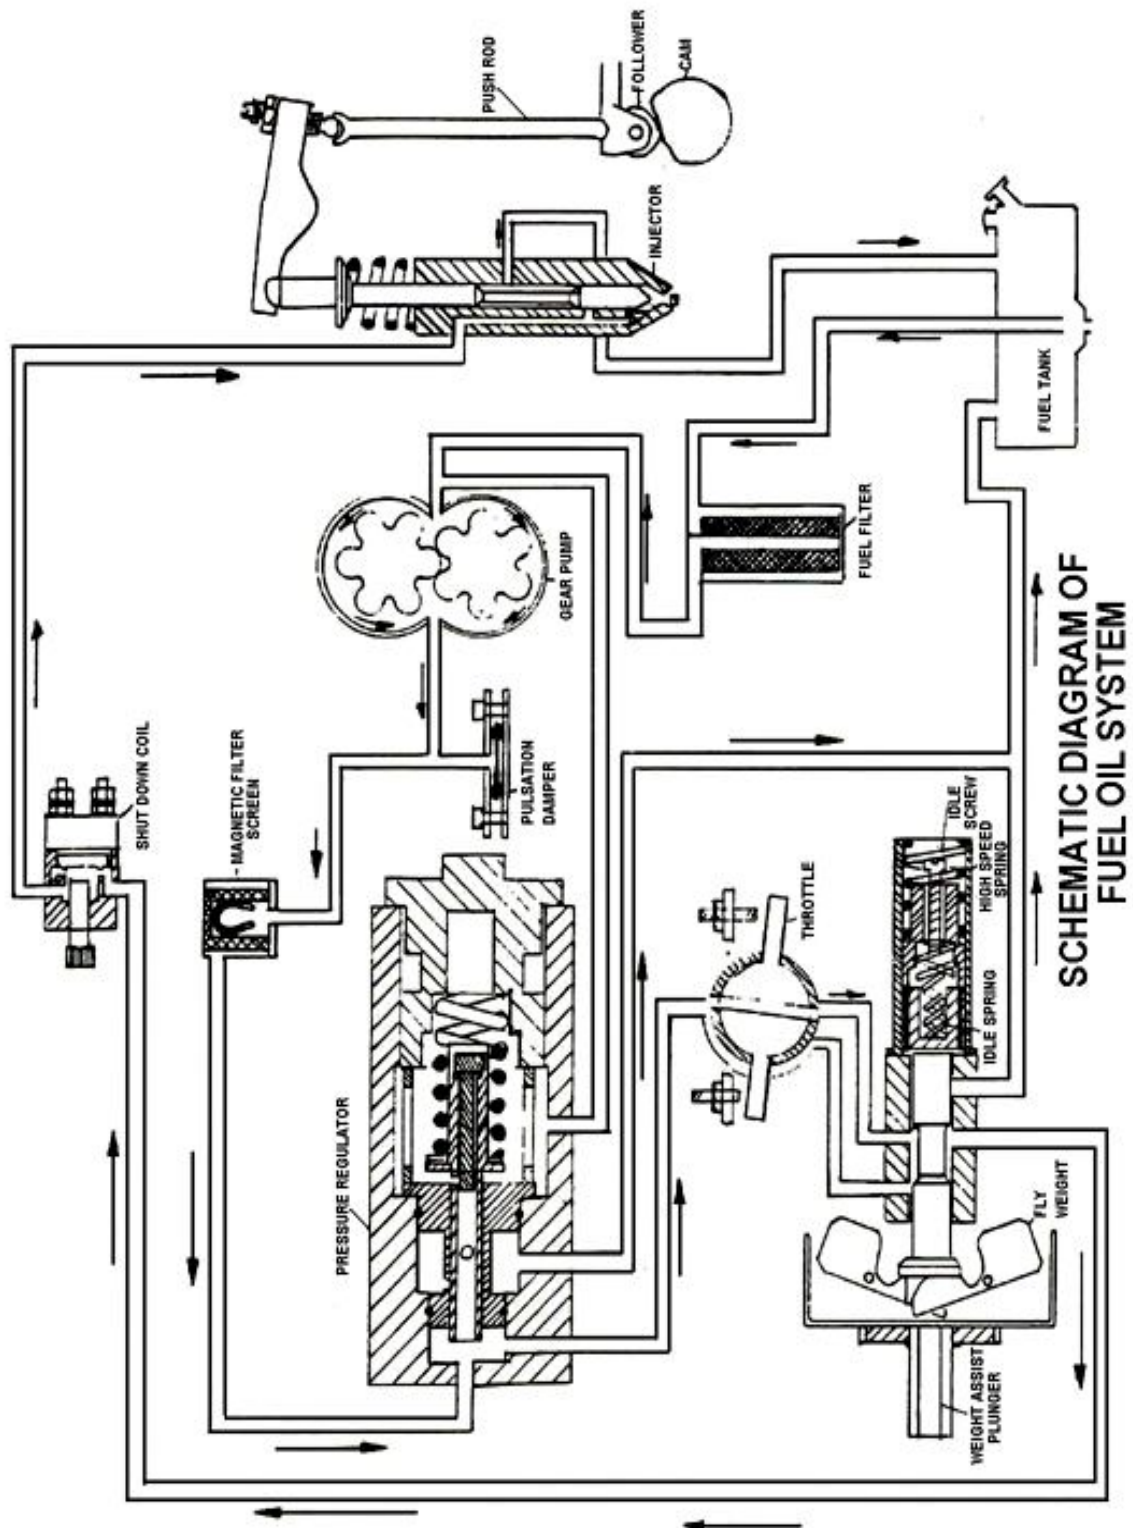 PUSH ROD
FOLLOWER
CAM
INJECTOR
FUEL TANK
GEAR PUMP
FUEL FILTER
SHUT DOWN COIL
MAGNETIC FILTER
SCREEN
PULSATION
DAMPER
THROTTLE
IDLE
SCREW
HIGH SPEED
SPRING
IDLE SPRING
PRESSURE REGULATOR
FLY
WEIGHT
WEIGHT ASSIST
PLUNGER
SCHEMATIC DIAGRAM OF
FUEL OIL SYSTEM